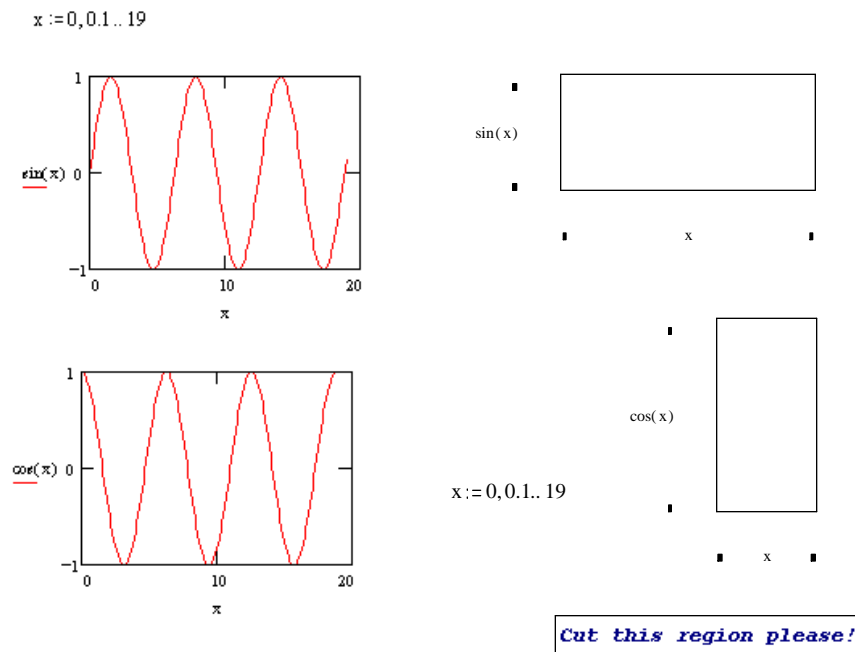 x := 0, 0.1 .. 19
1
sin(x) 0
−1
0 10 20
x
sin( x )
x
1
cos(x) 0
−1
0 10 20
x
cos( x )
x := 0, 0.1.. 19
x
Cut this region please!